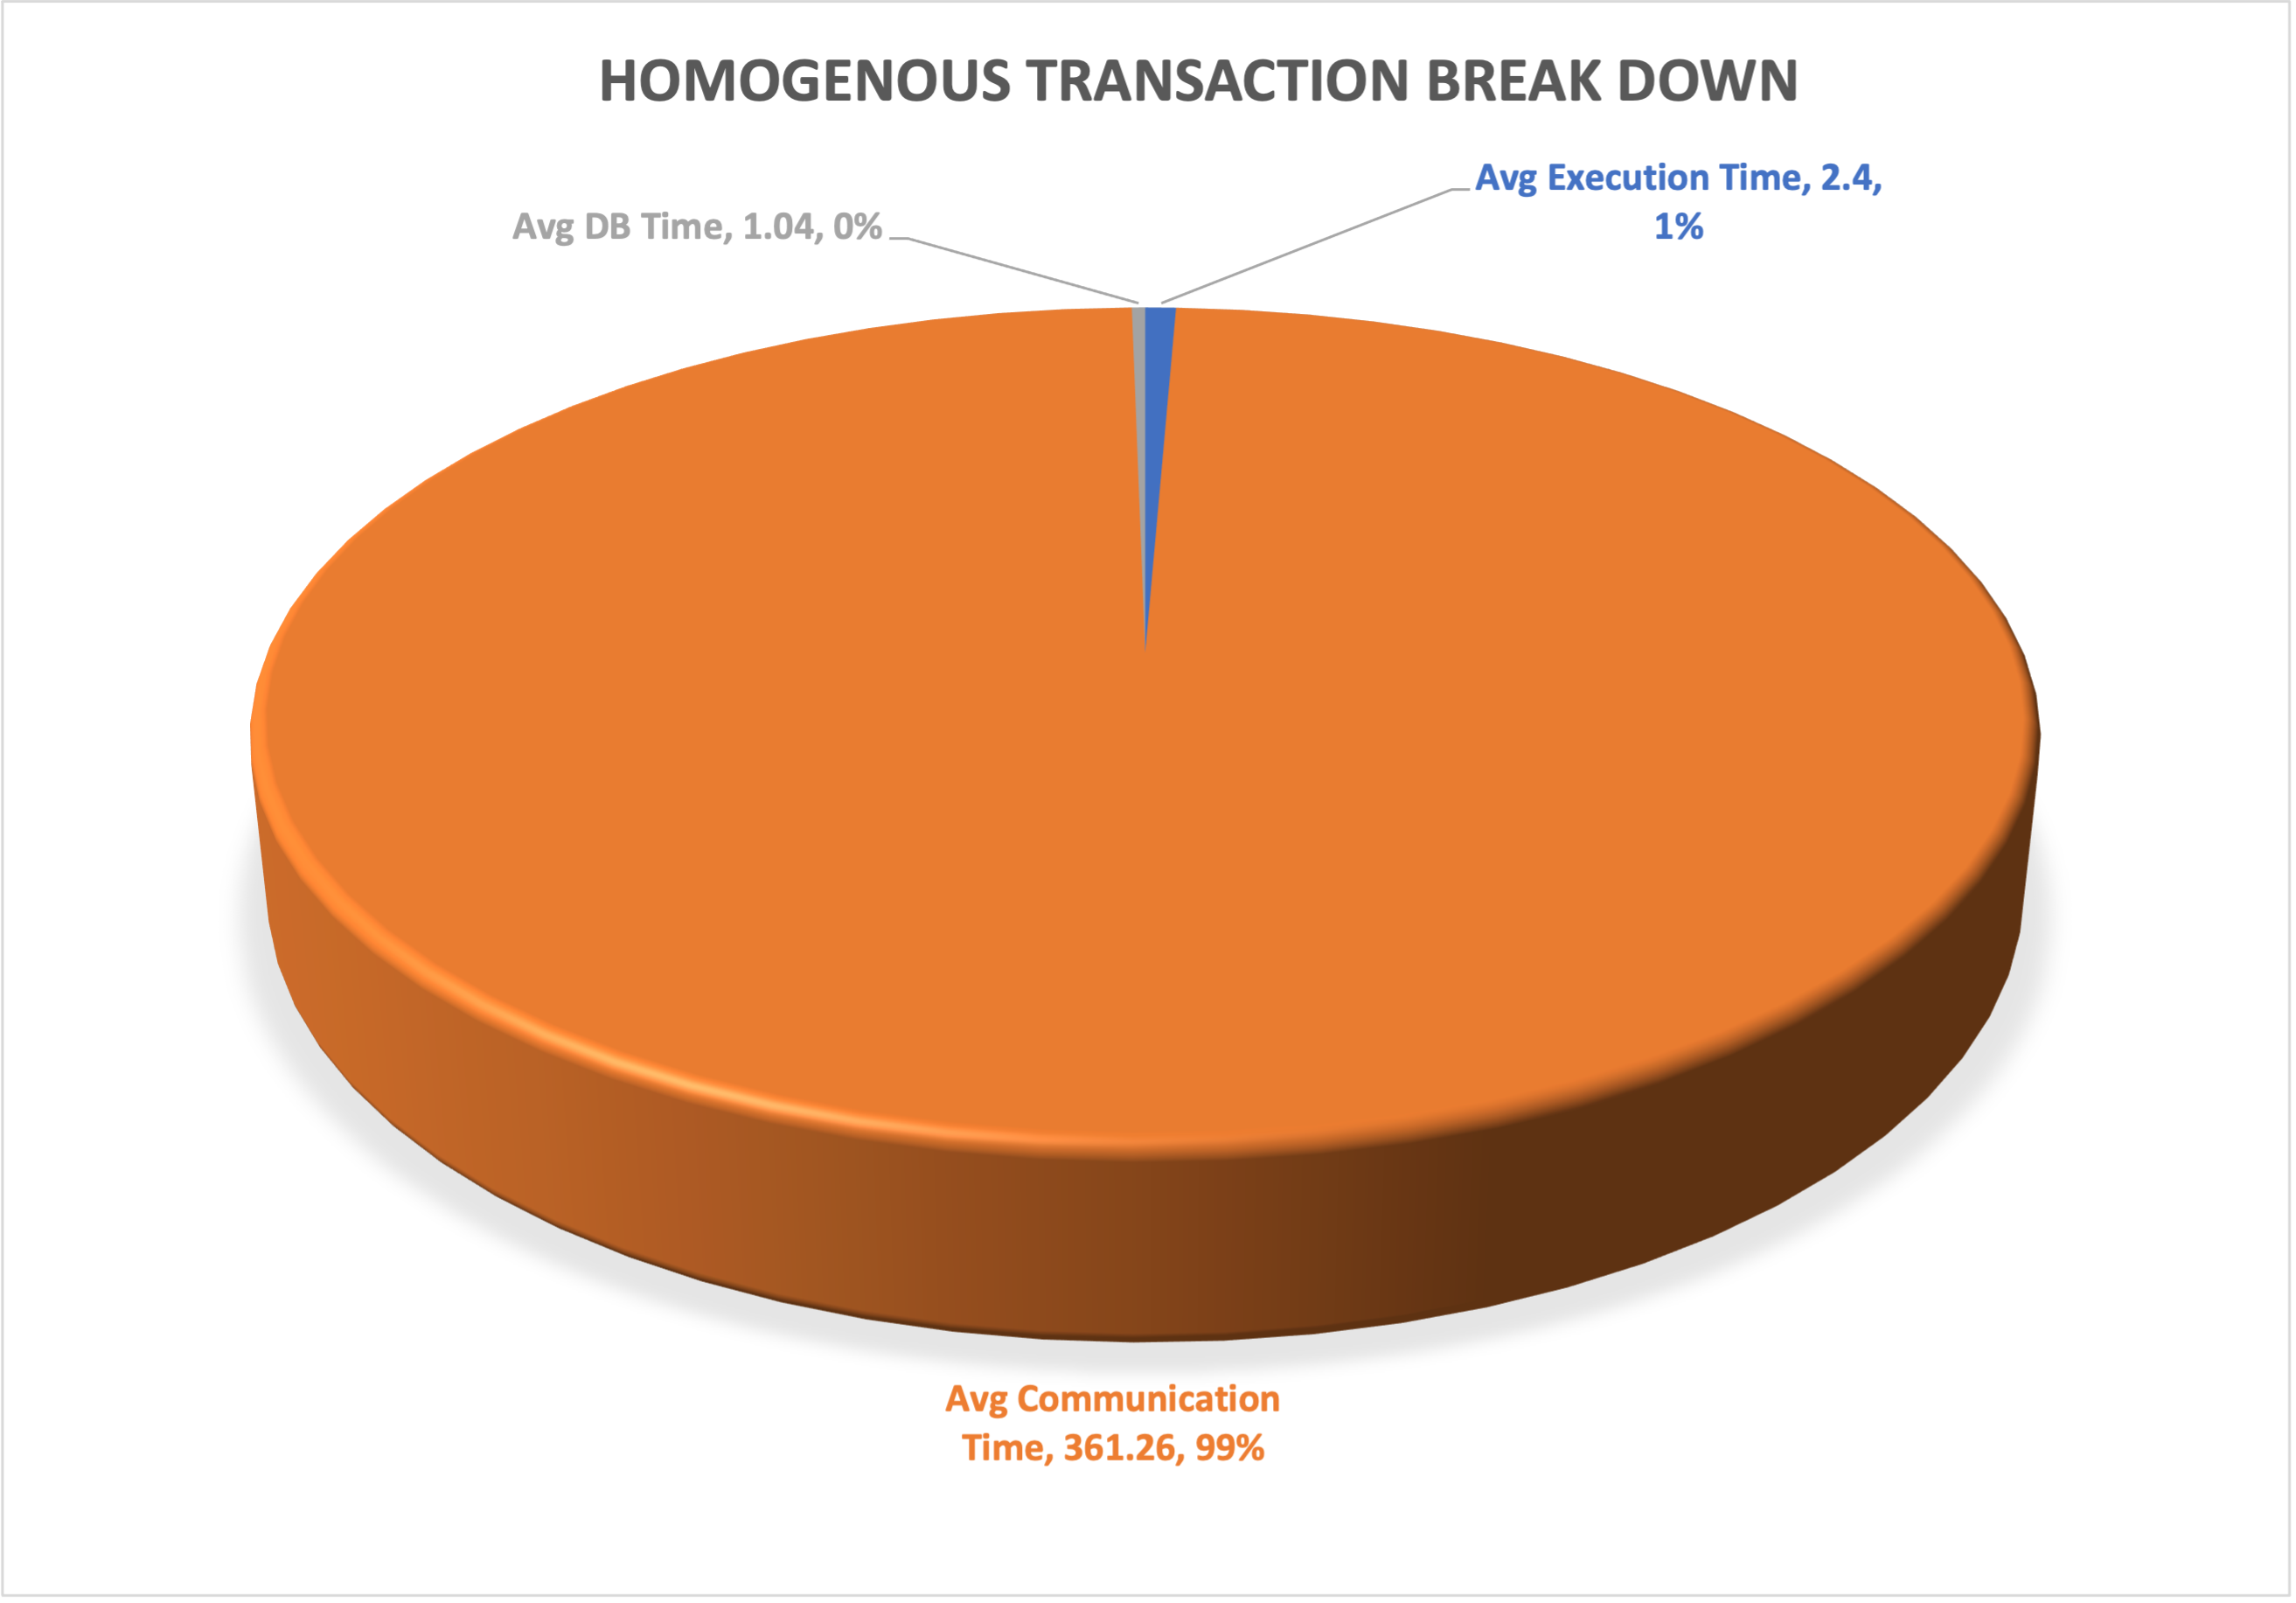 HOMOGENOUS TRANSACTION BREAK DOWN
Avg Execution Time, 2.4,
1%
Avg DB Time, 1.04, 0%
Avg Communication
Time, 361.26, 99%